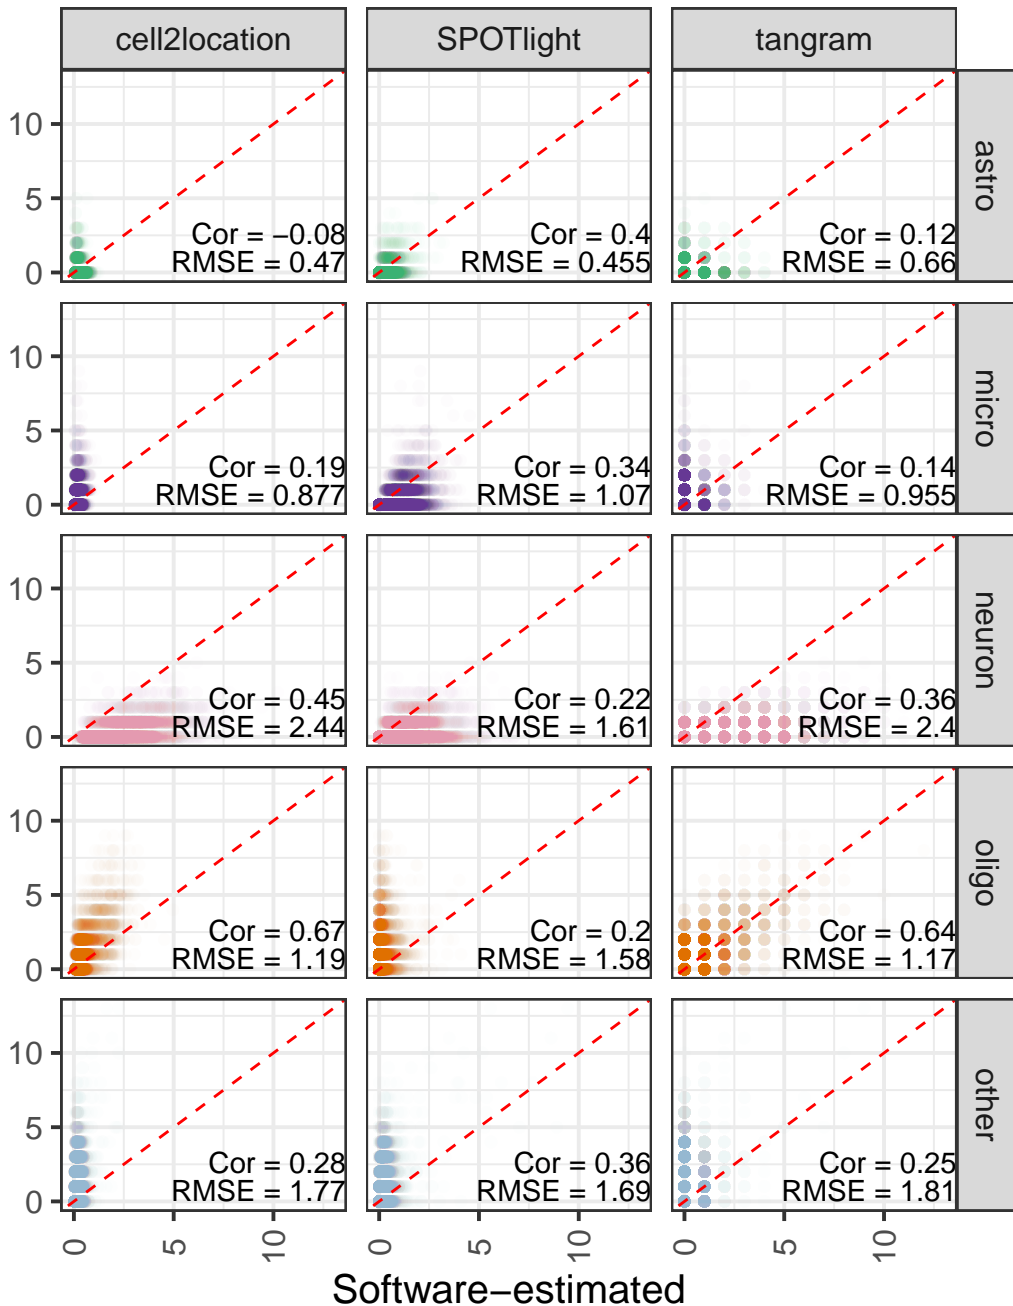 cell2location SPOTlight tangram
10
5
0
Cor = −0.08
RMSE = 0.47
Cor = 0.4
RMSE = 0.455
Cor = 0.12
RMSE = 0.66
astro
10
5
0
Cor = 0.19
RMSE = 0.877
Cor = 0.34
RMSE = 1.07
Cor = 0.14
RMSE = 0.955
micro
10
5
0
Cor = 0.45
RMSE = 2.44
Cor = 0.22
RMSE = 1.61
Cor = 0.36
RMSE = 2.4
neuron
10
5
0
Cor = 0.67
RMSE = 1.19
Cor = 0.2
RMSE = 1.58
Cor = 0.64
RMSE = 1.17
oligo
10
5
0
Cor = 0.28
RMSE = 1.77
Cor = 0.36
RMSE = 1.69
Cor = 0.25
RMSE = 1.81
other
0 5 10 0 5 10 0 5 10
Software−estimated